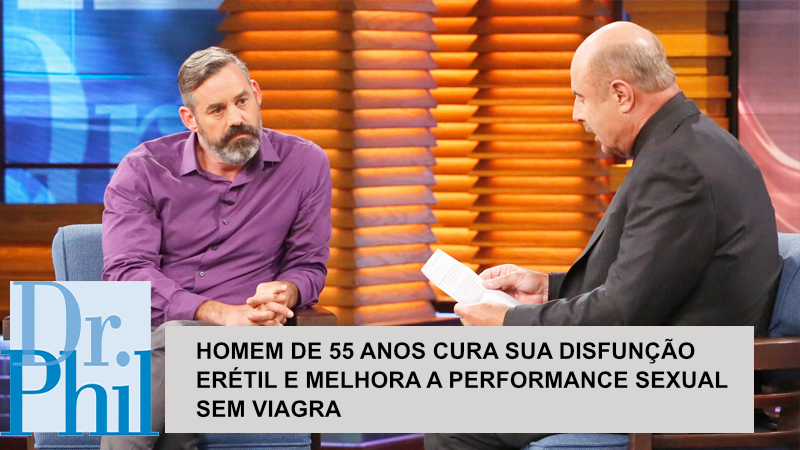 Dr.
Phil
HOMEM DE 55 ANOS CURA SUA DISFUNÇÃO
ERÉTIL E MELHORA A PERFORMANCE SEXUAL
SEM VIAGRA